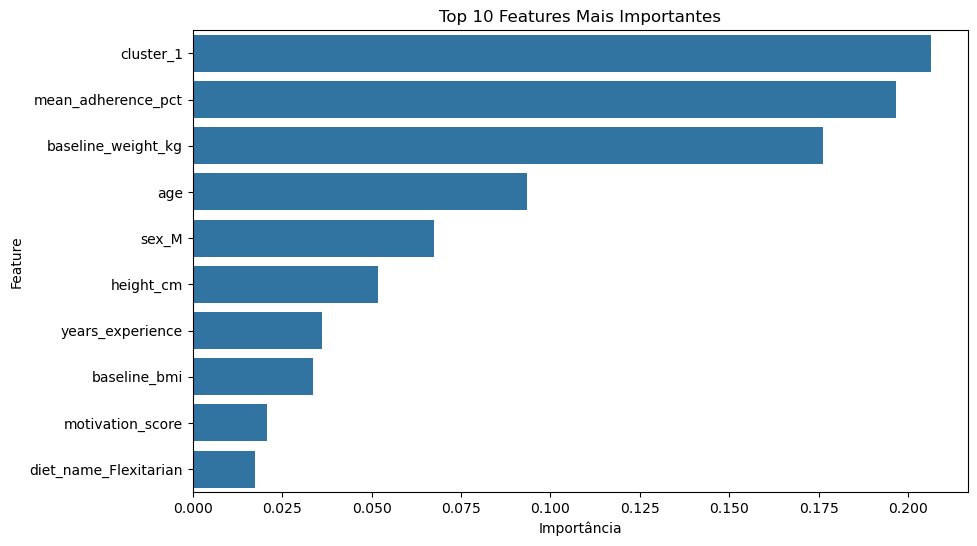 Top 10 Features Mais Importantes
Feature
cluster_1
mean_adherence_pct
baseline_weight_kg
age
sex_M
height_cm
years_experience
baseline_bmi
motivation_score
diet_name_Flexitarian
0.000 0.025 0.050 0.075 0.100 0.125 0.150 0.175 0.200
Importância